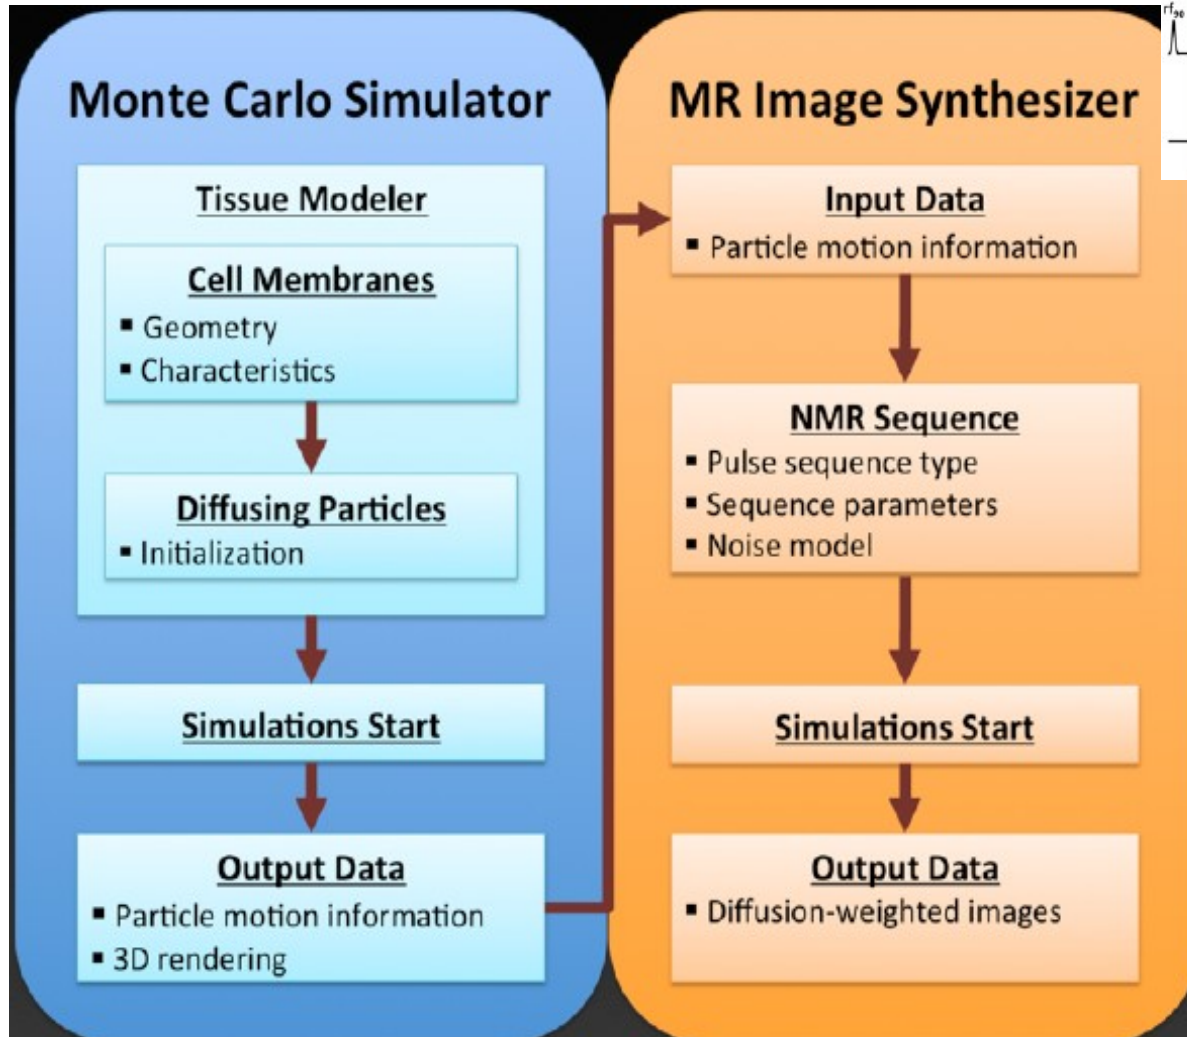 Monte Carlo Simulator
Tissue Modeler
Cell Membranes
▪ Geometry
▪ Characteristics
Diffusing Particles
▪ Initialization
Simulations Start
Output Data
▪ Particle motion information
▪ 3D rendering
MR Image Synthesizer
Input Data
▪ Particle motion information
NMR Sequence
▪ Pulse sequence type
▪ Sequence parameters
▪ Noise model
Simulations Start
Output Data
▪ Diffusion-weighted images
rf90